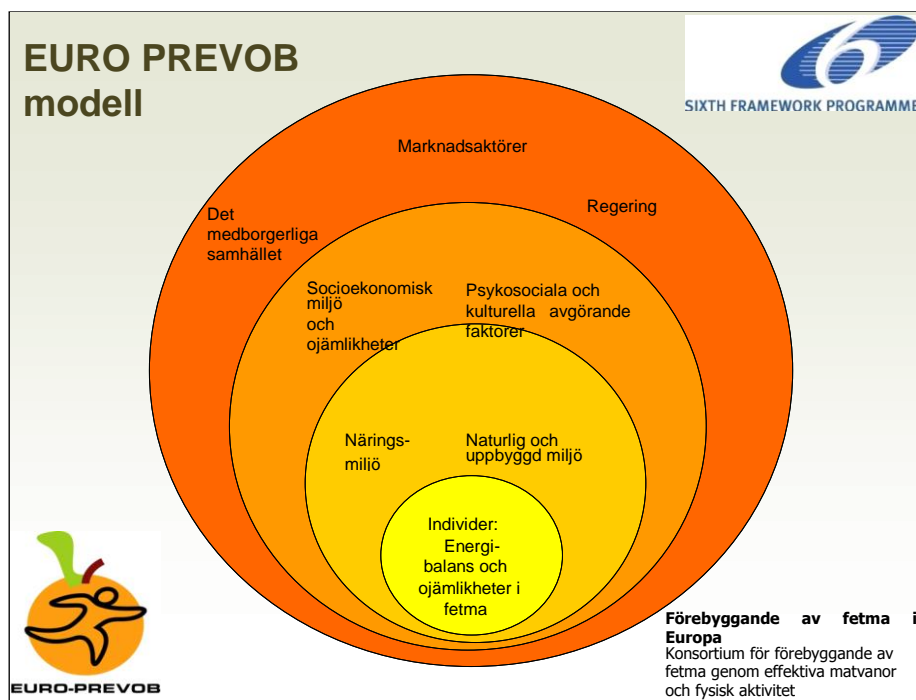 EURO PREVOB
modell
6
SIXTH FRAMEWORK PROGRAMME
Marknadsaktörer
Regering
Det
medborgerliga
samhället
Socioekonomisk
miljö
och
ojämlikheter
Psykosociala och
kulturella avgörande
faktorer
Närings-
miljö
Naturlig och
uppbyggd miljö
Individer:
Energi-
balans och
ojämlikheter i
fetma
EURO-PREVOB
Förebyggande av fetma i
Europa
Konsortium för förebyggande av
fetma genom effektiva matvanor
och fysisk aktivitet